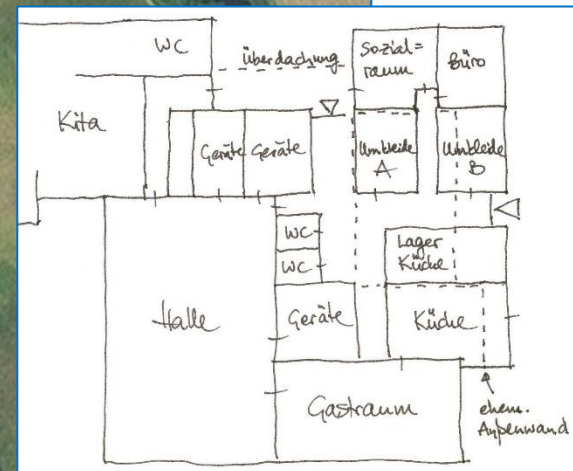 WC
überdachung
Sozial=
raum
Büro
Kita
Geräte
Geräte
Umkleide
A
Umkleide
B
WC
WC
Lager
Küche
Halle
Geräte
Küche
Gastraum
ehem.
Außenwand